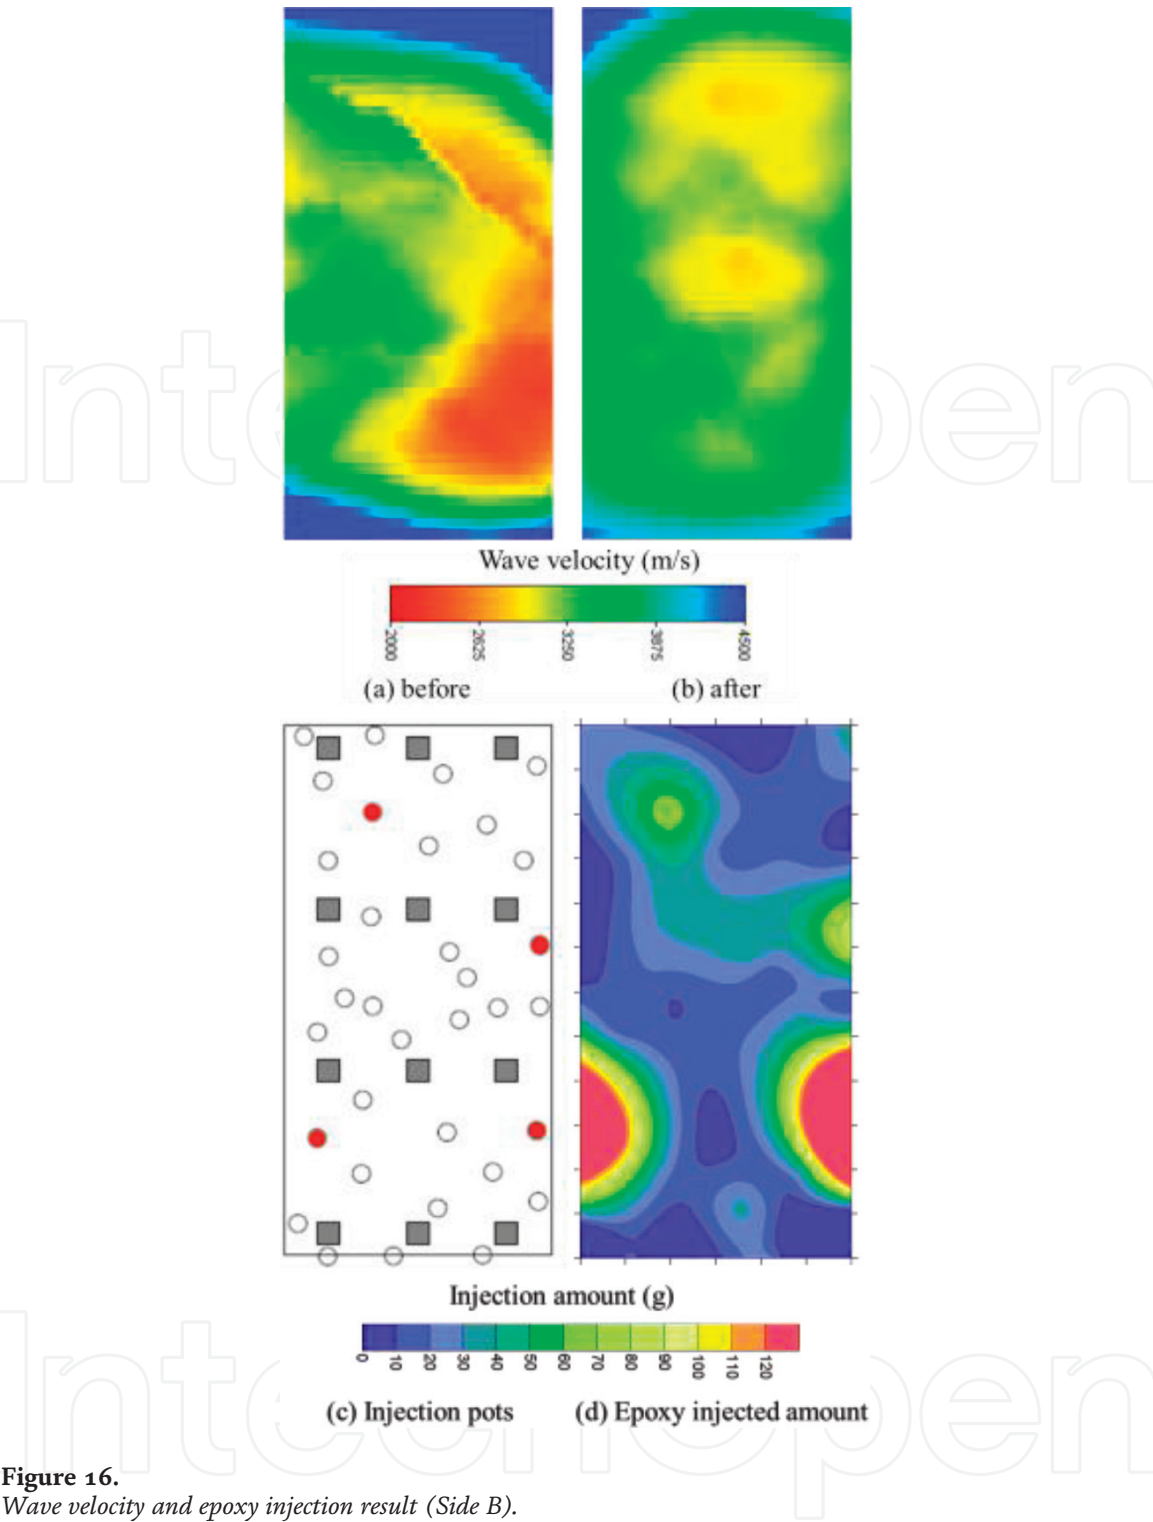 Wave velocity (m/s)
2000 2625 3250 3875 4500
(a) before (b) after
Injection amount (g)
0 10 20 30 40 50 60 70 80 90 100 110 120
(c) Injection pots (d) Epoxy injected amount
Figure 16.
Wave velocity and epoxy injection result (Side B).
IntechOpen
IntechOpen